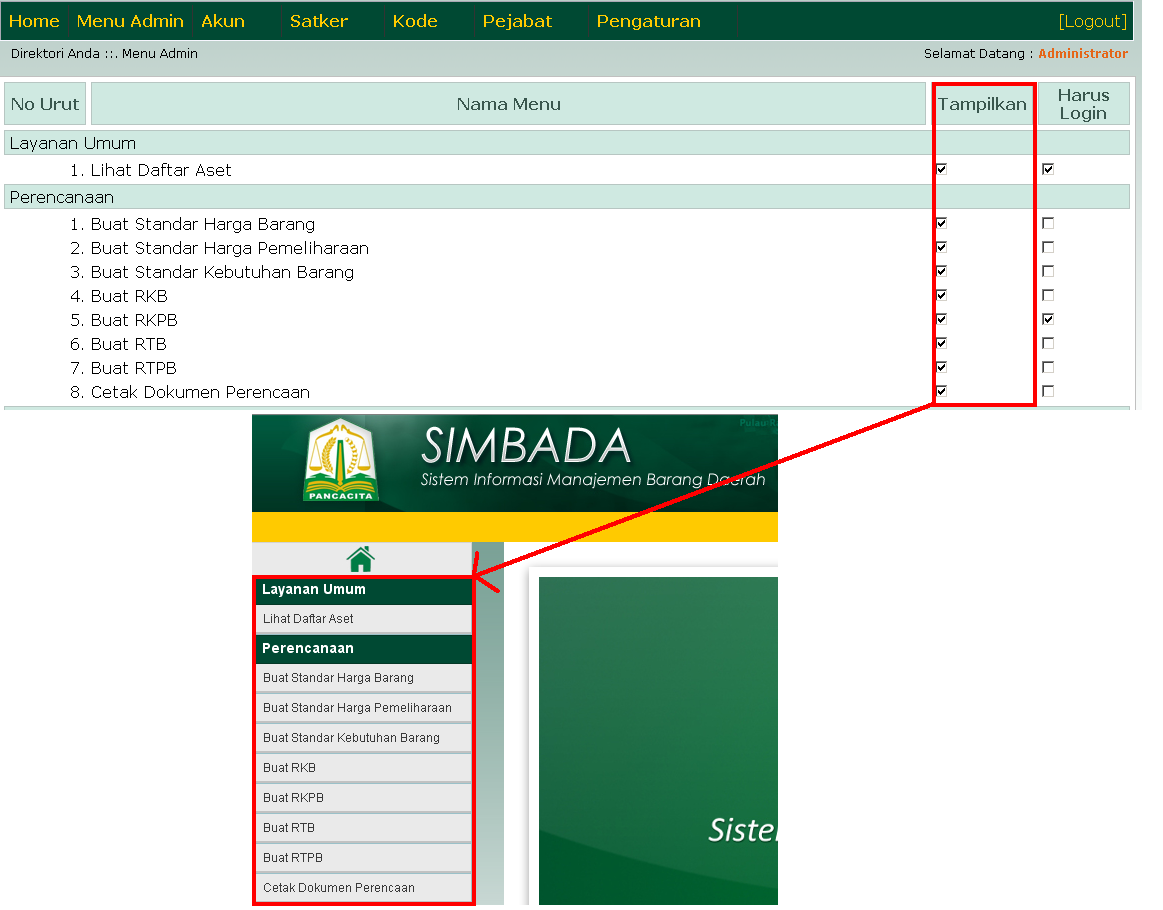 Home Menu Admin Akun Satker Kode Pejabat Pengaturan [Logout]
Direktori Anda ::. Menu Admin Selamat Datang : Administrator
No Urut Nama Menu Tampilkan Harus Login
Layanan Umum
1. Lihat Daftar Aset
Perencanaan
1. Buat Standar Harga Barang
2. Buat Standar Harga Pemeliharaan
3. Buat Standar Kebutuhan Barang
4. Buat RKB
5. Buat RKPB
6. Buat RTB
7. Buat RTPB
8. Cetak Dokumen Perencaan
PANCACITA
SIMBADA
Sistem Informasi Manajemen Barang Daerah
Layanan Umum
Lihat Daftar Aset
Perencanaan
Buat Standar Harga Barang
Buat Standar Harga Pemeliharaan
Buat Standar Kebutuhan Barang
Buat RKB
Buat RKPB
Buat RTB
Buat RTPB
Cetak Dokumen Perencaan